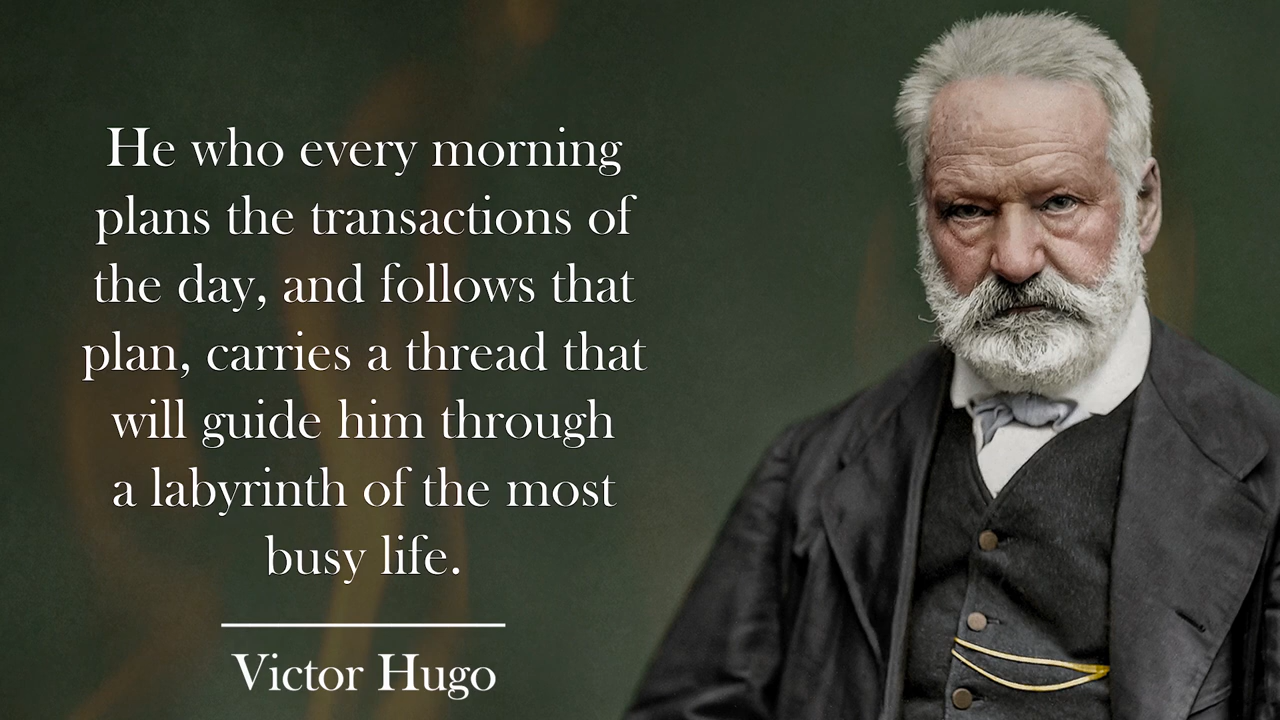 He who every morning
plans the transactions of
the day, and follows that
plan, carries a thread that
will guide him through
a labyrinth of the most
busy life.
Victor Hugo